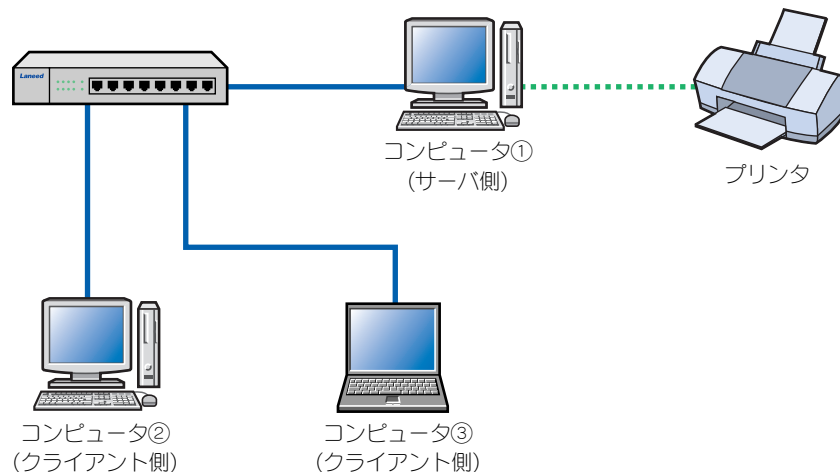 Laneed
コンピュータ①
(サーバ側)
プリンタ
コンピュータ②
(クライアント側)
コンピュータ③
(クライアント側)